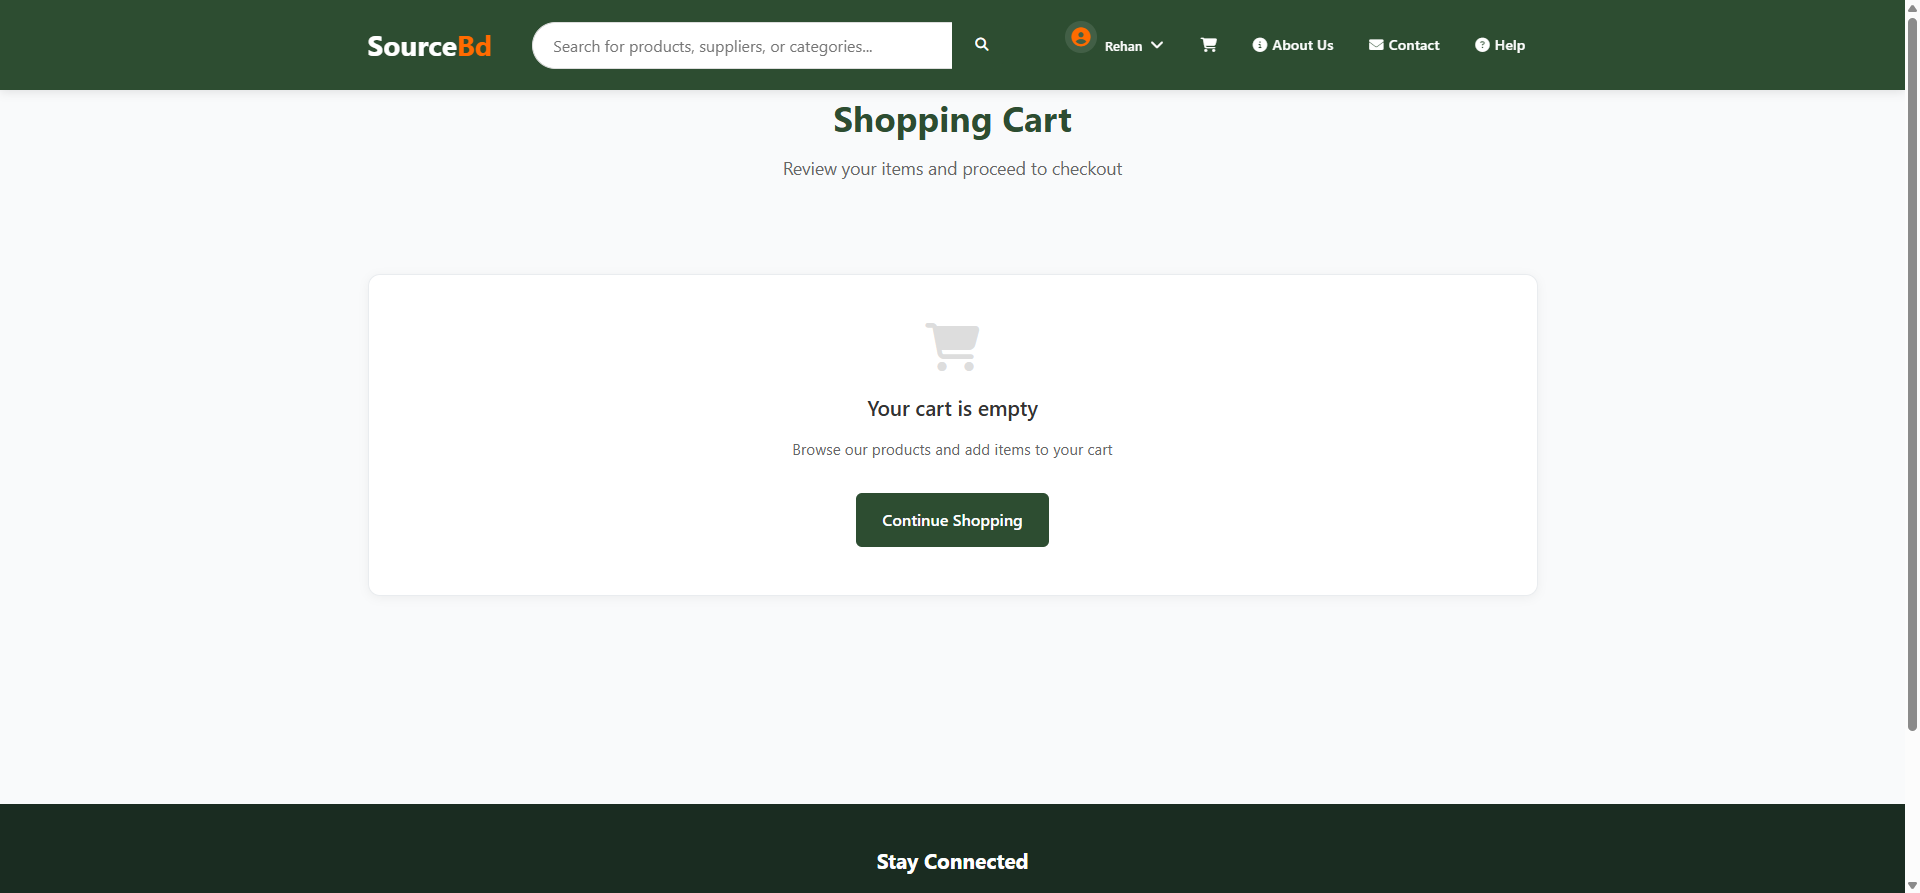 SourceBd
Search for products, suppliers, or categories...
Rehan
About Us
Contact
Help
Shopping Cart
Review your items and proceed to checkout
Your cart is empty
Browse our products and add items to your cart
Continue Shopping
Stay Connected